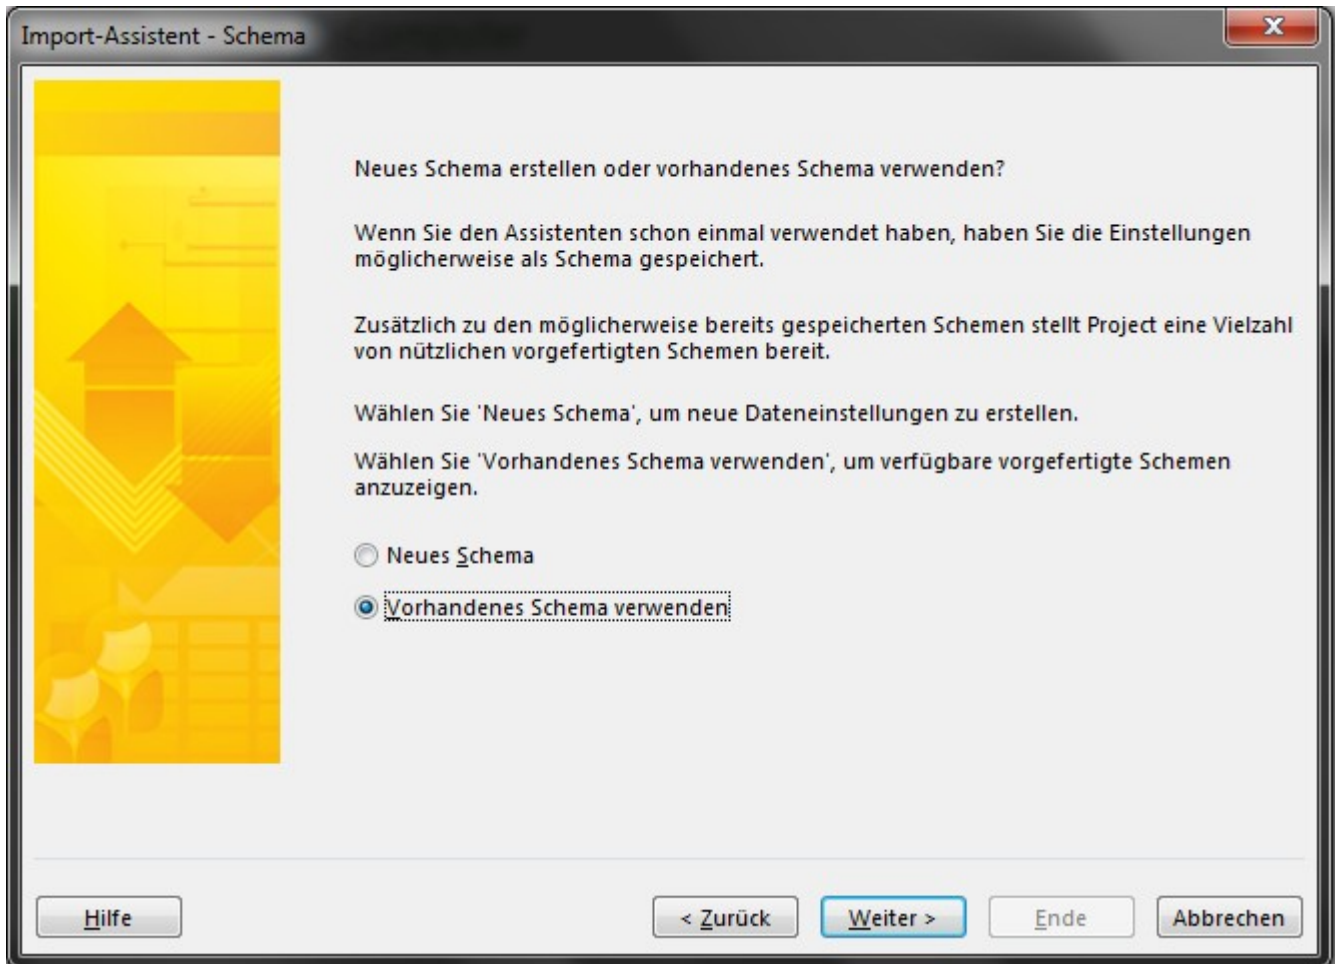 Import-Assistent - Schema
Neues Schema erstellen oder vorhandenes Schema verwenden?
Wenn Sie den Assistenten schon einmal verwendet haben, haben Sie die Einstellungen
möglicherweise als Schema gespeichert.
Zusätzlich zu den möglicherweise bereits gespeicherten Schemen stellt Project eine Vielzahl
von nützlichen vorgefertigten Schemen bereit.
Wählen Sie 'Neues Schema', um neue Dateneinstellungen zu erstellen.
Wählen Sie 'Vorhandenes Schema verwenden', um verfügbare vorgefertigte Schemen
anzuzeigen.
Neues Schema
Vorhandenes Schema verwenden
Hilfe
< Zurück
Weiter >
Ende
Abbrechen